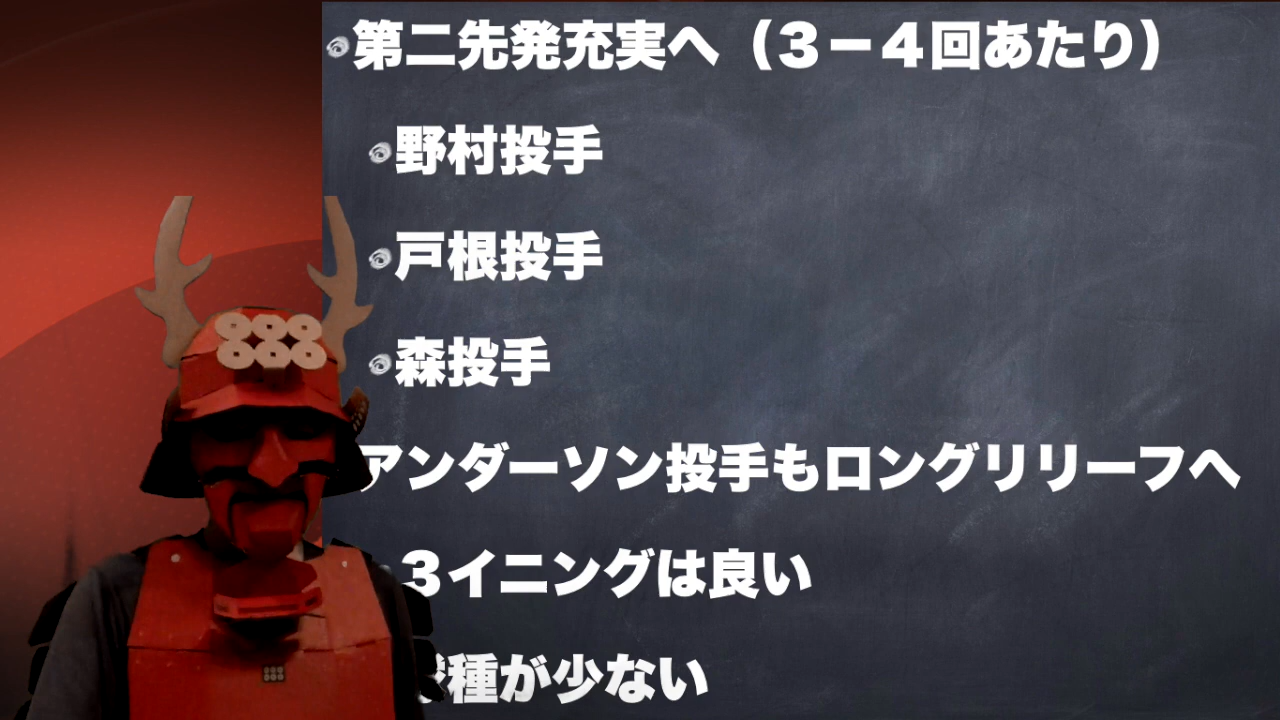 第二先発充実へ（３－４回あたり）
野村投手
戸根投手
森投手
アンダーソン投手もロングリリーフへ
３イニングは良い
種が少ない